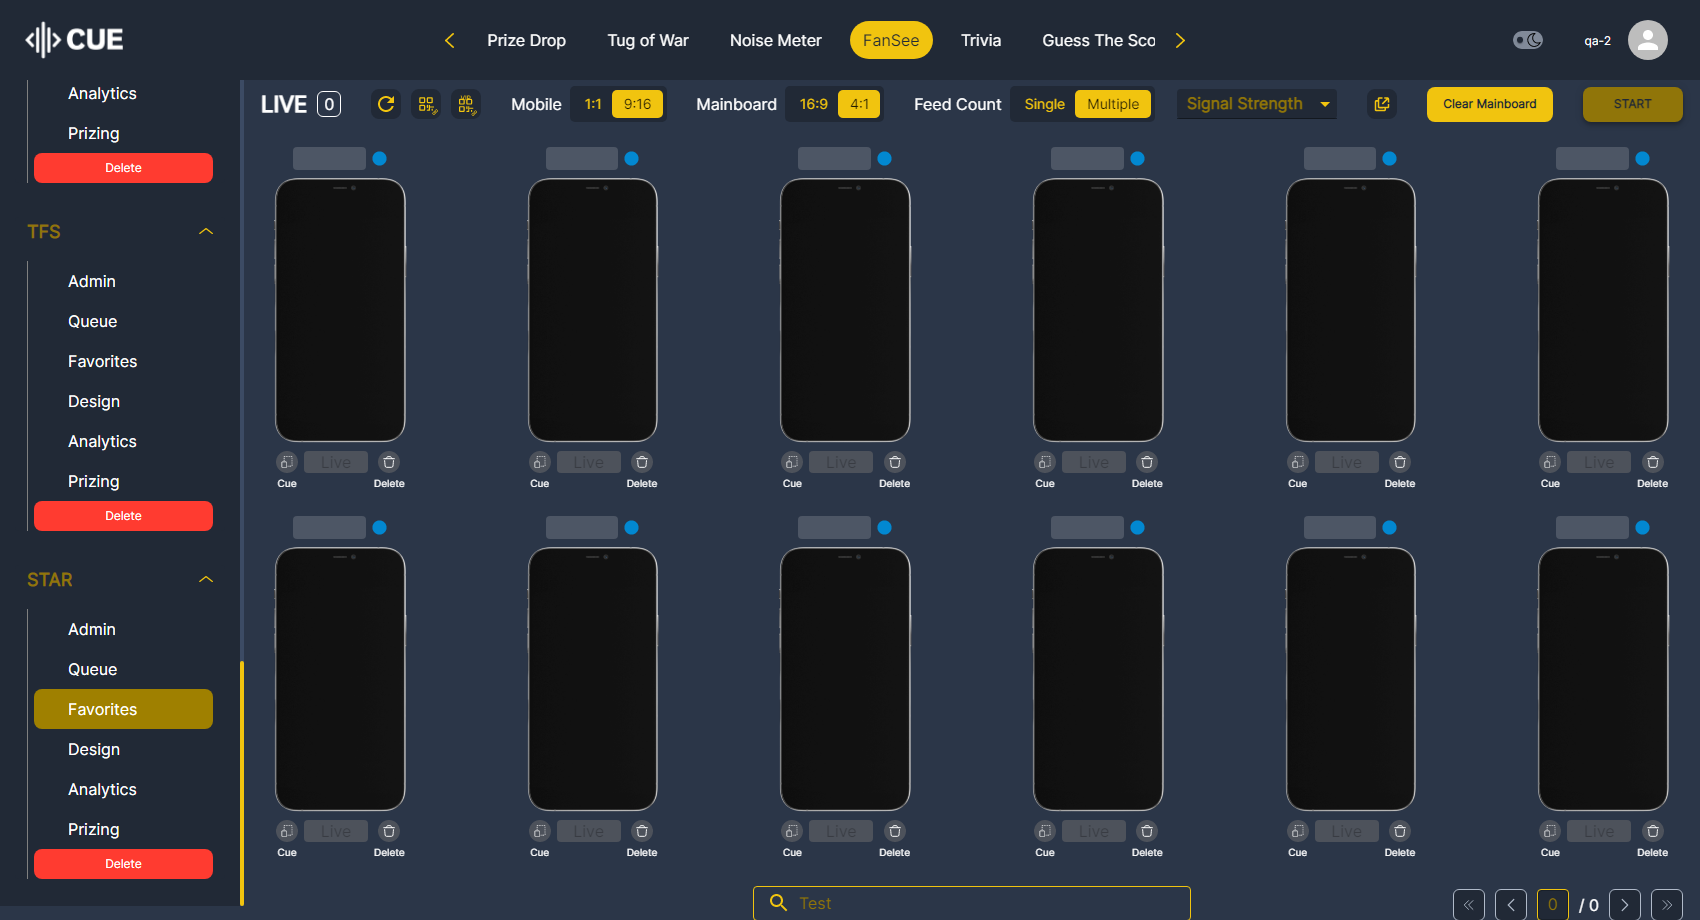 CUE
Prize Drop Tug of War Noise Meter FanSee Trivia Guess The Sco
qa-2
LIVE 0 Mobile 1:1 9:16 Mainboard 16:9 4:1 Feed Count Single Multiple Signal Strength Clear Mainboard START
Analytics
Prizing
Delete
TFS
Admin
Queue
Favorites
Design
Analytics
Prizing
Delete
STAR
Admin
Queue
Favorites
Design
Analytics
Prizing
Delete
Live Live Live Live Live Live
Cue Delete Cue Delete Cue Delete Cue Delete Cue Delete Cue Delete
Live Live Live Live Live Live
Cue Delete Cue Delete Cue Delete Cue Delete Cue Delete Cue Delete
Test
0 / 0